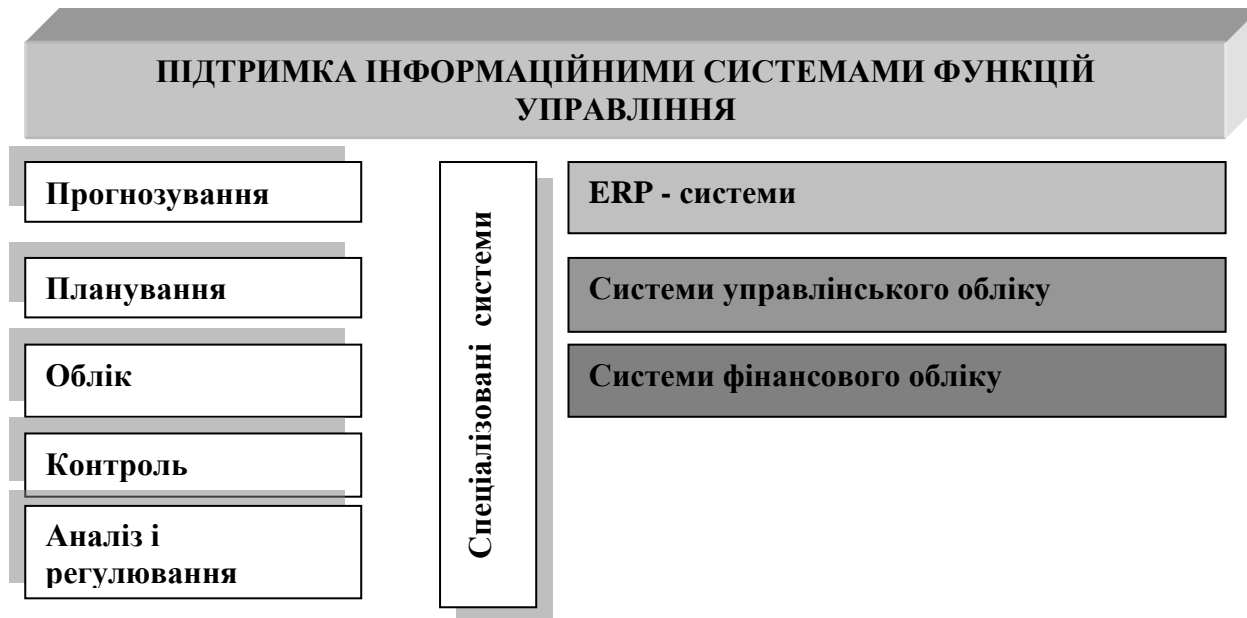 ПІДТРИМКА ІНФОРМАЦІЙНИМИ СИСТЕМАМИ ФУНКЦІЙ
УПРАВЛІННЯ
Прогнозування
Планування
Облік
Контроль
Аналіз і
регулювання
Спеціалізовані системи
ERP - системи
Системи управлінського обліку
Системи фінансового обліку